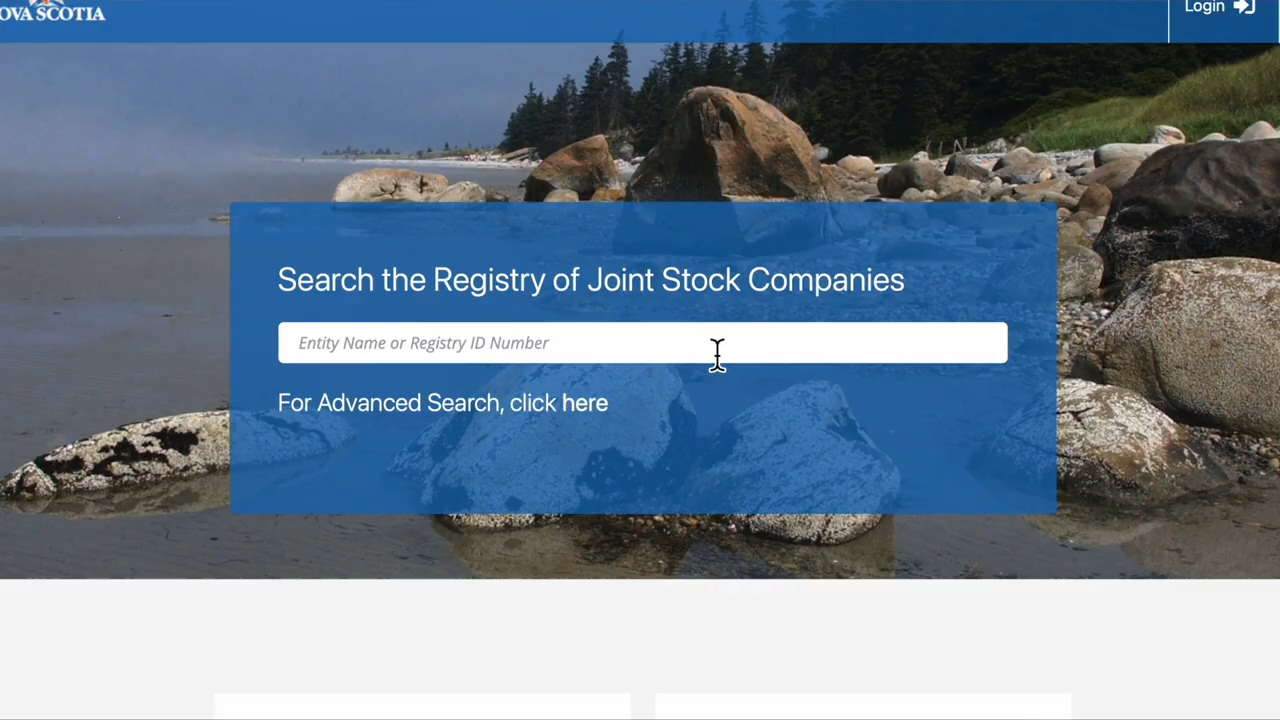 OVA SCOTIA
Login
Search the Registry of Joint Stock Companies
Entity Name or Registry ID Number
For Advanced Search, click here